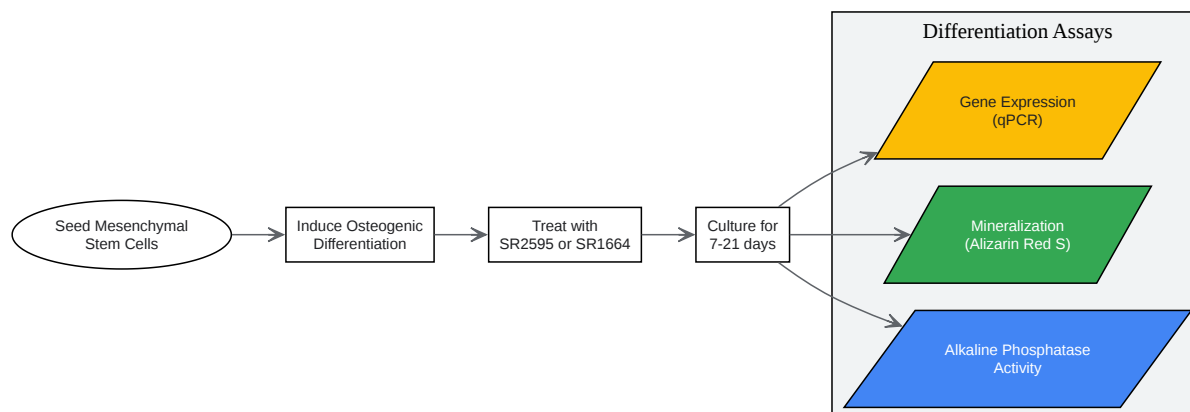 Differentiation Assays
Gene Expression
(qPCR)
Seed Mesenchymal
Stem Cells
Induce Osteogenic
Differentiation
Treat with
SR2595 or SR1664
Culture for
7-21 days
Mineralization
(Alizarin Red S)
Alkaline Phosphatase
Activity